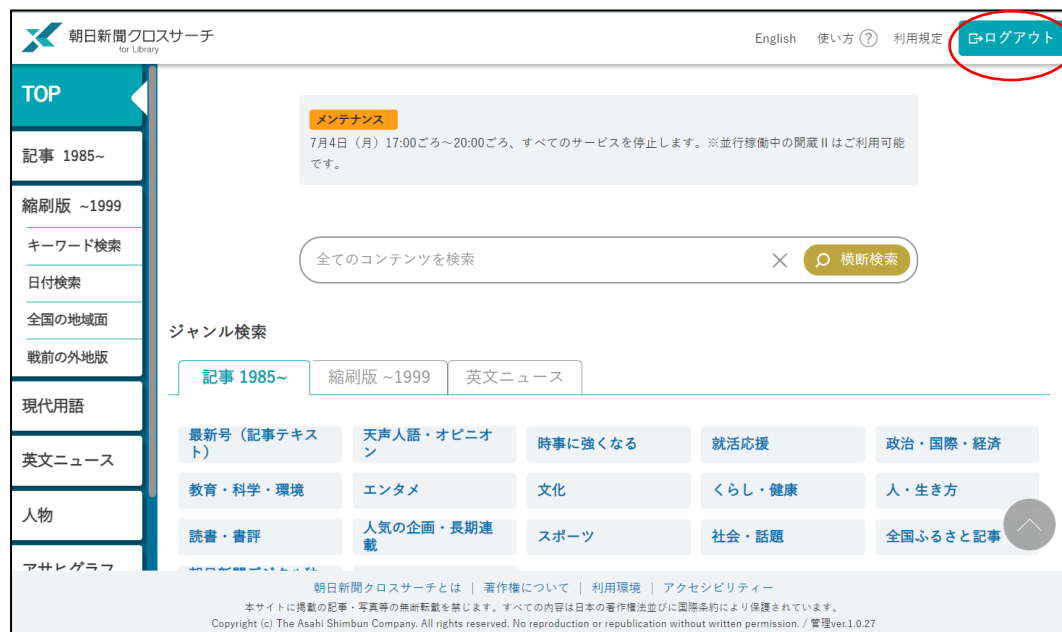 朝日新聞クロスサーチ
for Library
English 使い方 ? 利用規定 ログアウト
TOP
記事 1985~
縮刷版 ~1999
キーワード検索
日付検索
全国の地域面
戦前の外地版
現代用語
英文ニュース
人物
アサヒグラフ
メンテナンス
7月4日（月）17:00ごろ～20:00ごろ、すべてのサービスを停止します。※並行稼働中の聞蔵Ⅱはご利用可能
です。
全てのコンテンツを検索 横断検索
ジャンル検索
記事 1985~ 縮刷版 ~1999 英文ニュース
最新号（記事テキス
ト）
天声人語・オピニオ
ン
時事に強くなる
就活応援
政治・国際・経済
教育・科学・環境
エンタメ
文化
くらし・健康
人・生き方
読書・書評
人気の企画・長期連
載
スポーツ
社会・話題
全国ふるさと記事
朝日新聞クロスサーチとは | 著作権について | 利用環境 | アクセシビリティー
本サイトに掲載の記事・写真等の無断転載を禁じます。すべての内容は日本の著作権法並びに国際条約により保護されています。
Copyright (c) The Asahi Shimbun Company. All rights reserved. No reproduction or republication without written permission. / 管理ver.1.0.27